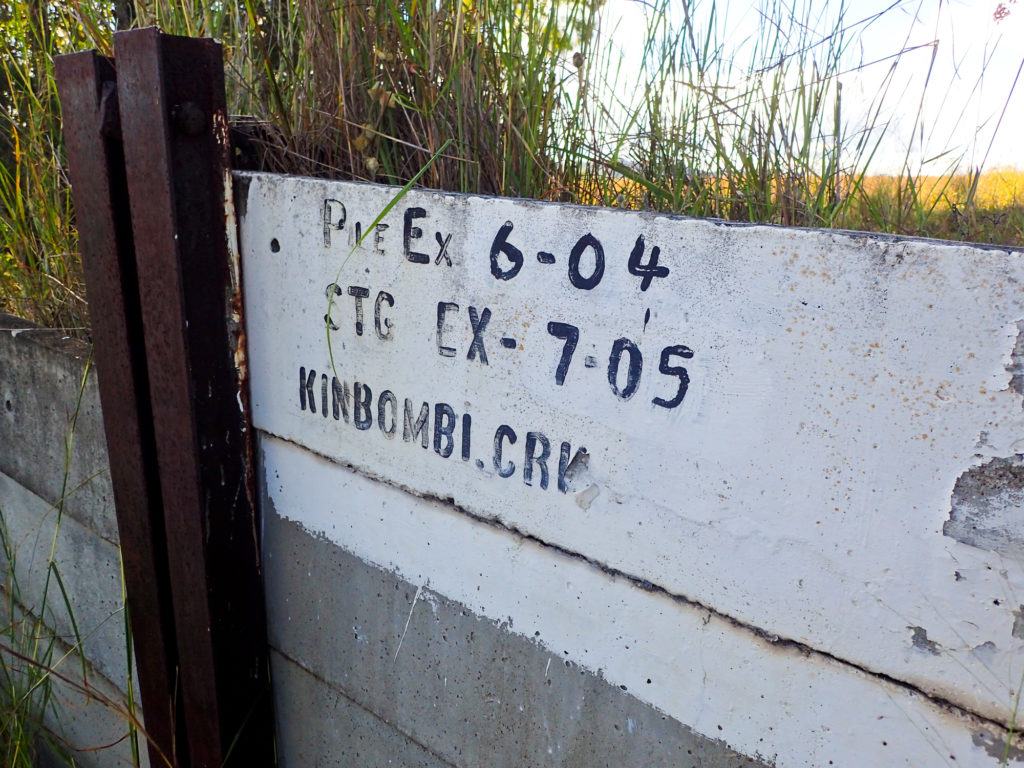 PILE EX 6-04
CTG EX-7-05
KINBOMBI.CRK